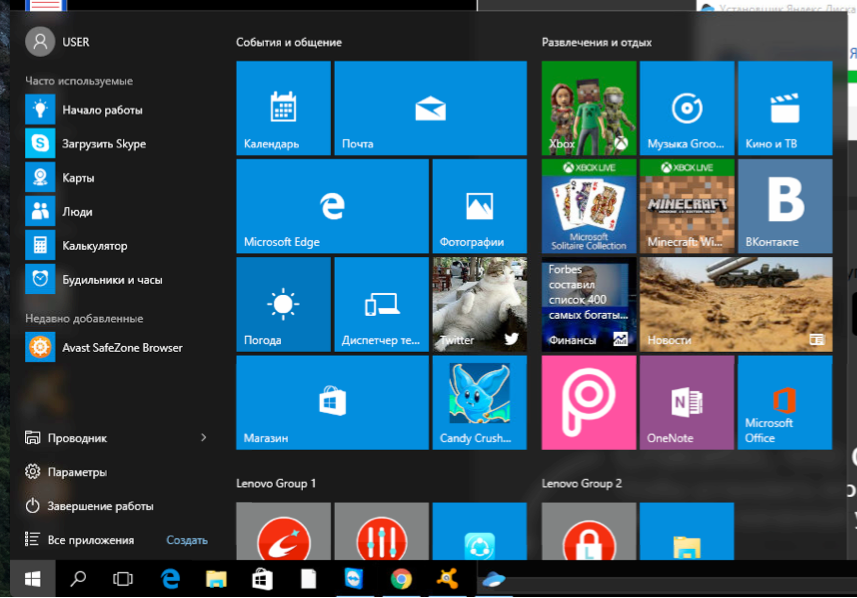 Установщик Яндекс.Диска
USER
Часто используемые
Начало работы
Загрузить Skype
Карты
Люди
Калькулятор
Будильники и часы
Недавно добавленные
Avast SafeZone Browser
Проводник
Параметры
Завершение работы
Все приложения
Создать
События и общение
Календарь
Почта
Microsoft Edge
Фотографии
Погода
Диспетчер те...
Twitter
Магазин
Candy Crush...
Lenovo Group 1
Развлечения и отдых
Xbox
Музыка Groo...
Кино и ТВ
XBOX LIVE
Microsoft
Solitaire Collection
XBOX LIVE
MINECRAFT
Minecraft: Wi...
В
ВКонтакте
Forbes
составил
список 400
самых богаты...
Финансы
Новости
N
OneNote
Microsoft
Office
Lenovo Group 2